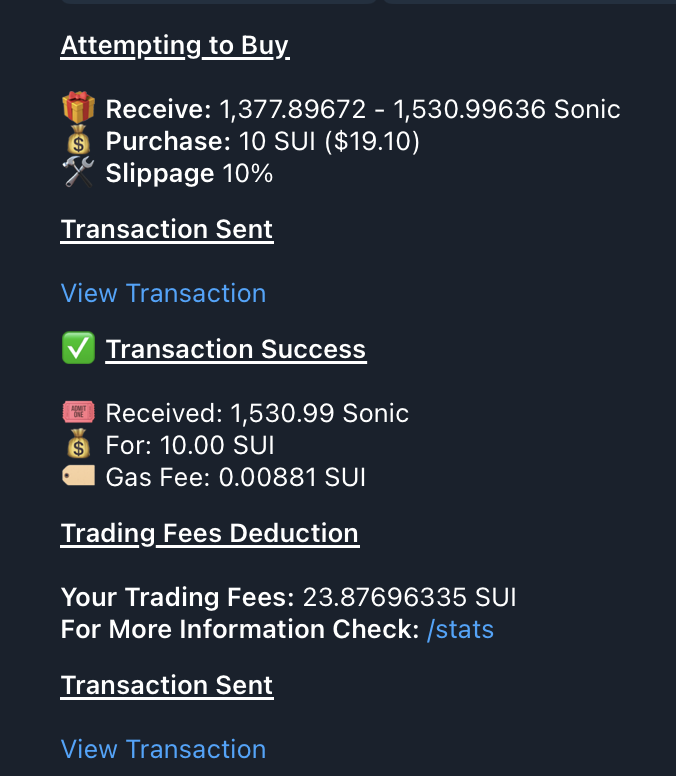 Attempting to Buy
🎁 Receive: 1,377.89672 - 1,530.99636 Sonic
💰 Purchase: 10 SUI ($19.10)
🛠 Slippage 10%
Transaction Sent
View Transaction
✅ Transaction Success
🎟 Received: 1,530.99 Sonic
💰 For: 10.00 SUI
🏷 Gas Fee: 0.00881 SUI
Trading Fees Deduction
Your Trading Fees: 23.87696335 SUI
For More Information Check: /stats
Transaction Sent
View Transaction